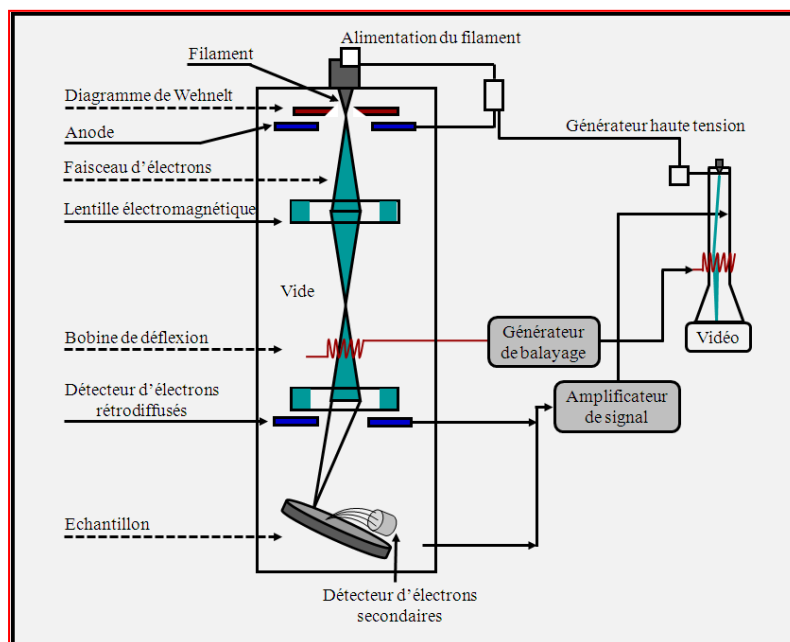 Alimentation du filament
Filament
Diagramme de Wehnelt
Anode
Générateur haute tension
Faisceau d'électrons
Lentille électromagnétique
Vide
Bobine de déflexion
Générateur
de balayage
Vidéo
Détecteur d'électrons
rétrodiffusés
Amplificateur
de signal
Echantillon
Détecteur d'électrons
secondaires